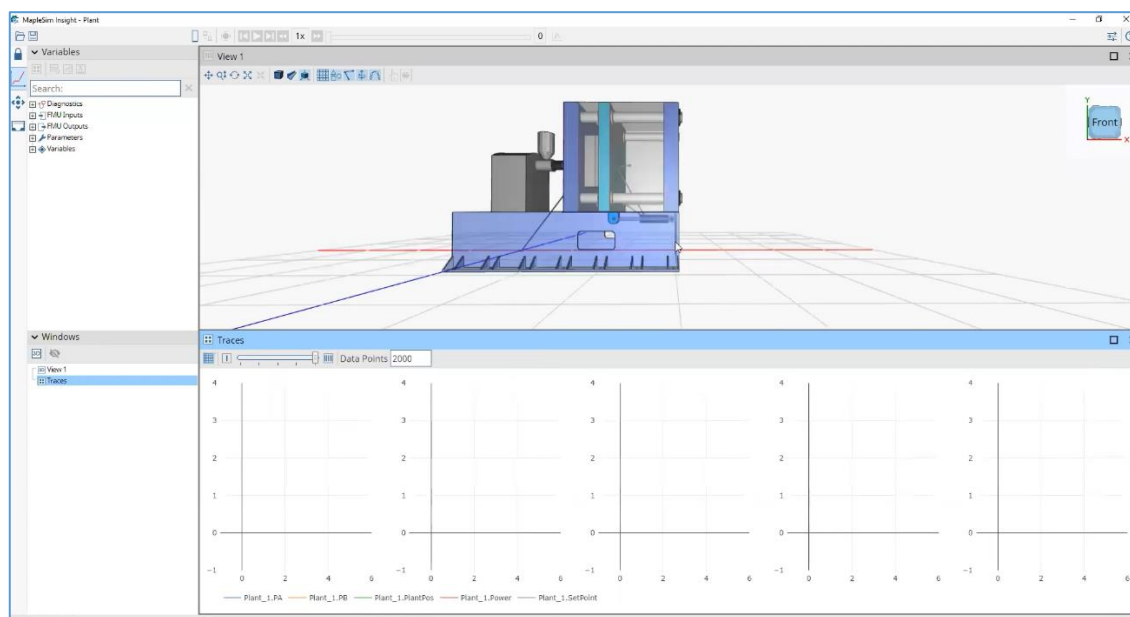 MapleSim Insight - Plant
1x
0
Variables
Search:
Diagnostics
FMU Inputs
FMU Outputs
Parameters
Variables
View 1
Y
Front
X
Windows
View 1
Traces
Traces
Data Points 2000
4 4 4 4 4
3 3 3 3 3
2 2 2 2 2
1 1 1 1 1
0 0 0 0 0
-1 -1 -1 -1 -1
0 2 4 6 0 2 4 6 0 2 4 6 0 2 4 6 0 2 4 6
Plant_1.PA Plant_1.PB Plant_1.PlantPos Plant_1.Power Plant_1.SetPoint